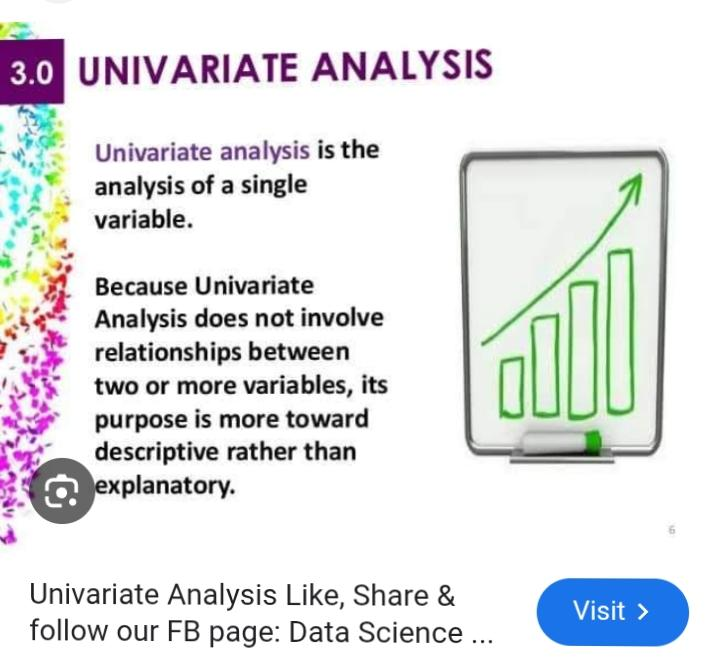 3.0 UNIVARIATE ANALYSIS
Univariate analysis is the
analysis of a single
variable.
Because Univariate
Analysis does not involve
relationships between
two or more variables, its
purpose is more toward
descriptive rather than
explanatory.
6
Univariate Analysis Like, Share &
follow our FB page: Data Science ...
Visit >